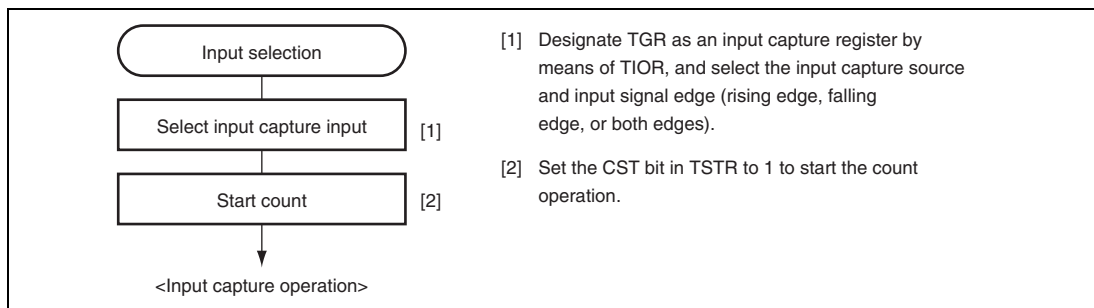 Input selection
Select input capture input
[1]
Start count
[2]
<Input capture operation>
[1] Designate TGR as an input capture register by
means of TIOR, and select the input capture source
and input signal edge (rising edge, falling
edge, or both edges).
[2] Set the CST bit in TSTR to 1 to start the count
operation.